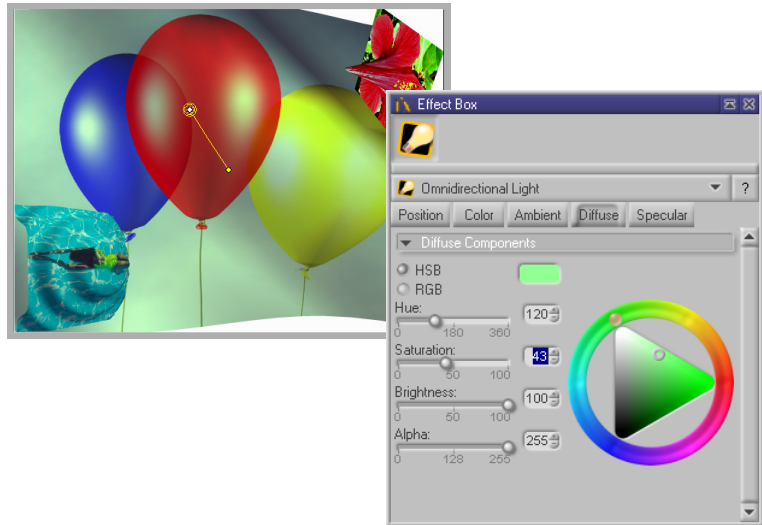 Effect Box
Omnidirectional Light ?
Position Color Ambient Diffuse Specular
Diffuse Components
HSB
RGB
Hue: 120
0 180 360
Saturation: 43
0 50 100
Brightness: 100
0 50 100
Alpha: 255
0 128 255